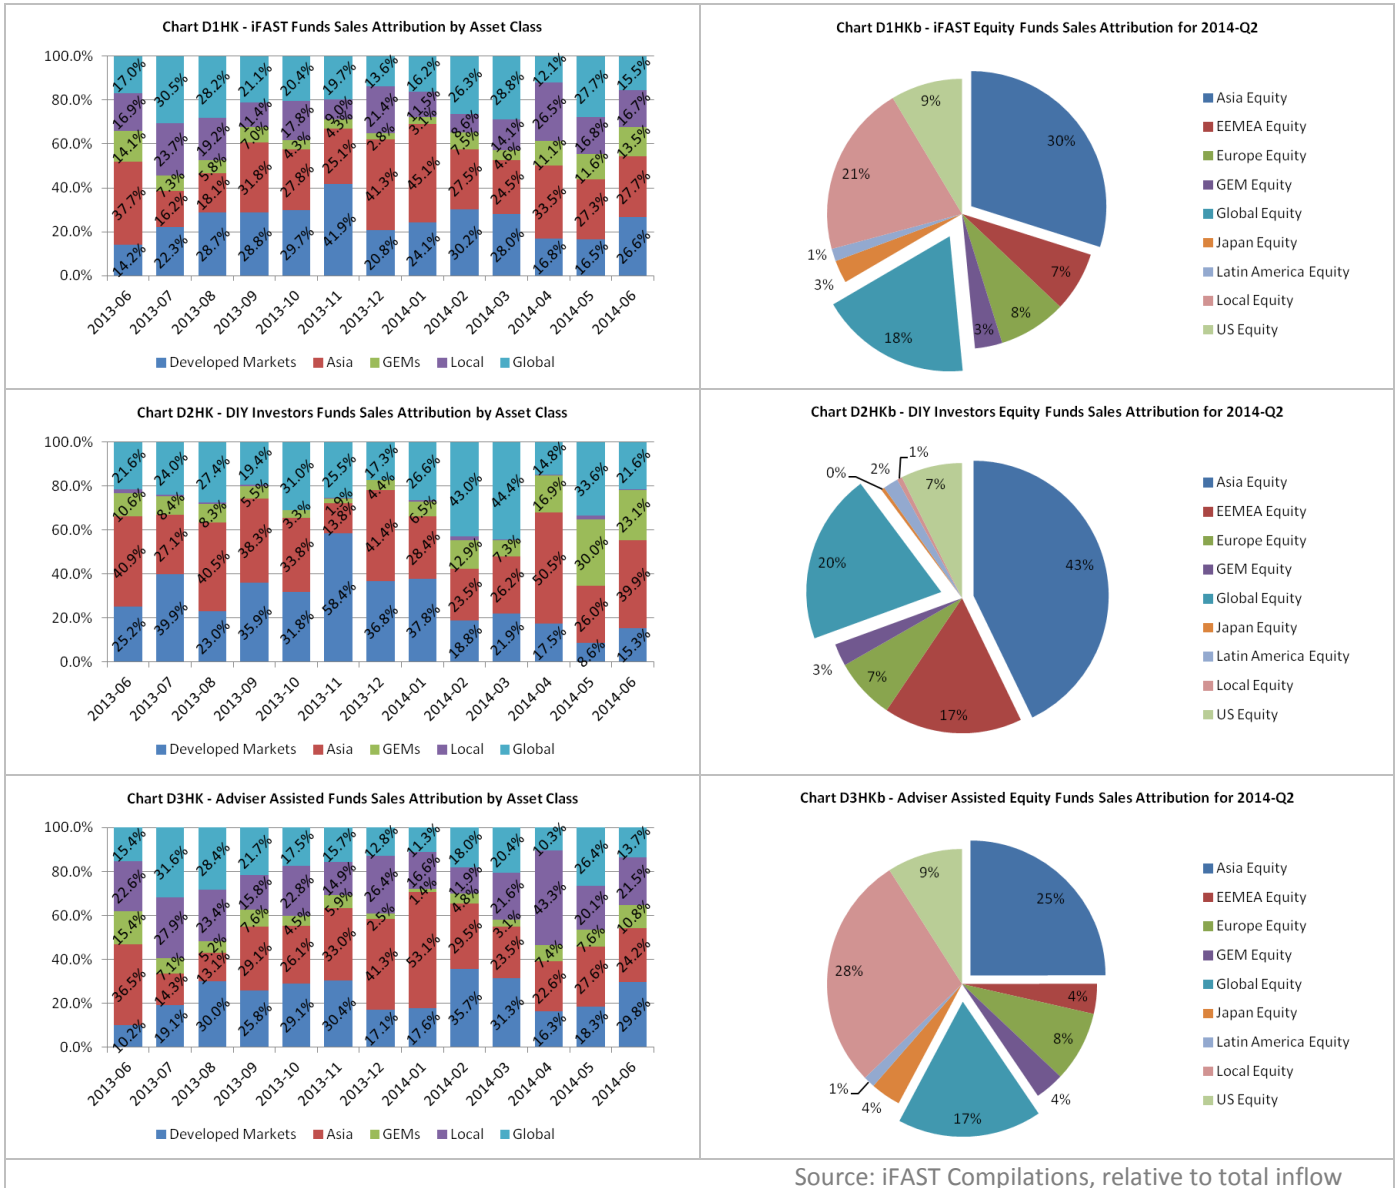 Chart D1HK - iFAST Funds Sales Attribution by Asset Class
100.0%
80.0%
60.0%
40.0%
20.0%
0.0%
17.0% 30.5% 28.2% 21.1% 20.4% 19.7% 13.6% 16.2% 26.3% 28.8% 12.1% 27.7% 15.5%
16.9% 23.7% 19.2% 11.4% 17.8% 9.0% 21.4% 11.5% 8.6% 14.1% 26.5% 16.8% 16.7%
14.1% 7.3% 5.8% 7.0% 4.3% 4.3% 2.8% 3.1% 7.5% 4.6% 11.1% 11.6% 13.5%
37.7% 16.2% 18.1% 31.8% 27.8% 25.1% 41.3% 45.1% 27.5% 24.5% 33.5% 27.3% 27.7%
14.2% 22.3% 28.7% 28.8% 29.7% 41.9% 20.8% 24.1% 30.2% 28.0% 16.8% 16.5% 26.6%
2013-06 2013-07 2013-08 2013-09 2013-10 2013-11 2013-12 2014-01 2014-02 2014-03 2014-04 2014-05 2014-06
Developed Markets Asia GEMs Local Global
Chart D1HKb - iFAST Equity Funds Sales Attribution for 2014-Q2
30%
7%
8%
3%
18%
3%
1%
21%
9%
Asia Equity
EEMEA Equity
Europe Equity
GEM Equity
Global Equity
Japan Equity
Latin America Equity
Local Equity
US Equity
Chart D2HK - DIY Investors Funds Sales Attribution by Asset Class
100.0%
80.0%
60.0%
40.0%
20.0%
0.0%
21.6% 24.0% 27.4% 19.4% 31.0% 25.5% 17.3% 26.6% 43.0% 44.4% 14.8% 33.6% 21.6%
10.6% 8.4% 8.3% 5.5% 3.3% 1.9% 4.4% 6.5% 12.9% 7.3% 16.9% 30.0% 23.1%
40.9% 27.1% 40.5% 38.3% 33.8% 13.8% 41.4% 28.4% 23.5% 26.2% 50.5% 26.0% 39.9%
25.2% 39.9% 23.0% 35.9% 31.8% 58.4% 36.8% 37.8% 18.8% 21.9% 17.5% 8.6% 15.3%
2013-06 2013-07 2013-08 2013-09 2013-10 2013-11 2013-12 2014-01 2014-02 2014-03 2014-04 2014-05 2014-06
Developed Markets Asia GEMs Local Global
Chart D2HKb - DIY Investors Equity Funds Sales Attribution for 2014-Q2
43%
17%
7%
3%
20%
0%
2%
1%
7%
Asia Equity
EEMEA Equity
Europe Equity
GEM Equity
Global Equity
Japan Equity
Latin America Equity
Local Equity
US Equity
Chart D3HK - Adviser Assisted Funds Sales Attribution by Asset Class
100.0%
80.0%
60.0%
40.0%
20.0%
0.0%
15.4% 31.6% 28.4% 21.7% 17.5% 15.7% 12.8% 11.3% 18.0% 20.4% 10.3% 26.4% 13.7%
22.6% 27.9% 23.4% 15.8% 22.8% 14.9% 26.4% 16.6% 11.9% 21.6% 43.3% 20.1% 21.5%
15.4% 7.1% 5.2% 7.6% 4.5% 5.9% 2.5% 1.4% 4.8% 3.1% 7.4% 7.6% 10.8%
36.5% 14.3% 13.1% 29.1% 26.1% 33.0% 41.3% 53.1% 29.5% 23.5% 22.6% 27.6% 24.2%
10.2% 19.1% 30.0% 25.8% 29.1% 30.4% 17.1% 17.6% 35.7% 31.3% 16.3% 18.3% 29.8%
2013-06 2013-07 2013-08 2013-09 2013-10 2013-11 2013-12 2014-01 2014-02 2014-03 2014-04 2014-05 2014-06
Developed Markets Asia GEMs Local Global
Chart D3HKb - Adviser Assisted Equity Funds Sales Attribution for 2014-Q2
25%
4%
8%
4%
17%
4%
1%
28%
9%
Asia Equity
EEMEA Equity
Europe Equity
GEM Equity
Global Equity
Japan Equity
Latin America Equity
Local Equity
US Equity
Source: iFAST Compilations, relative to total inflow